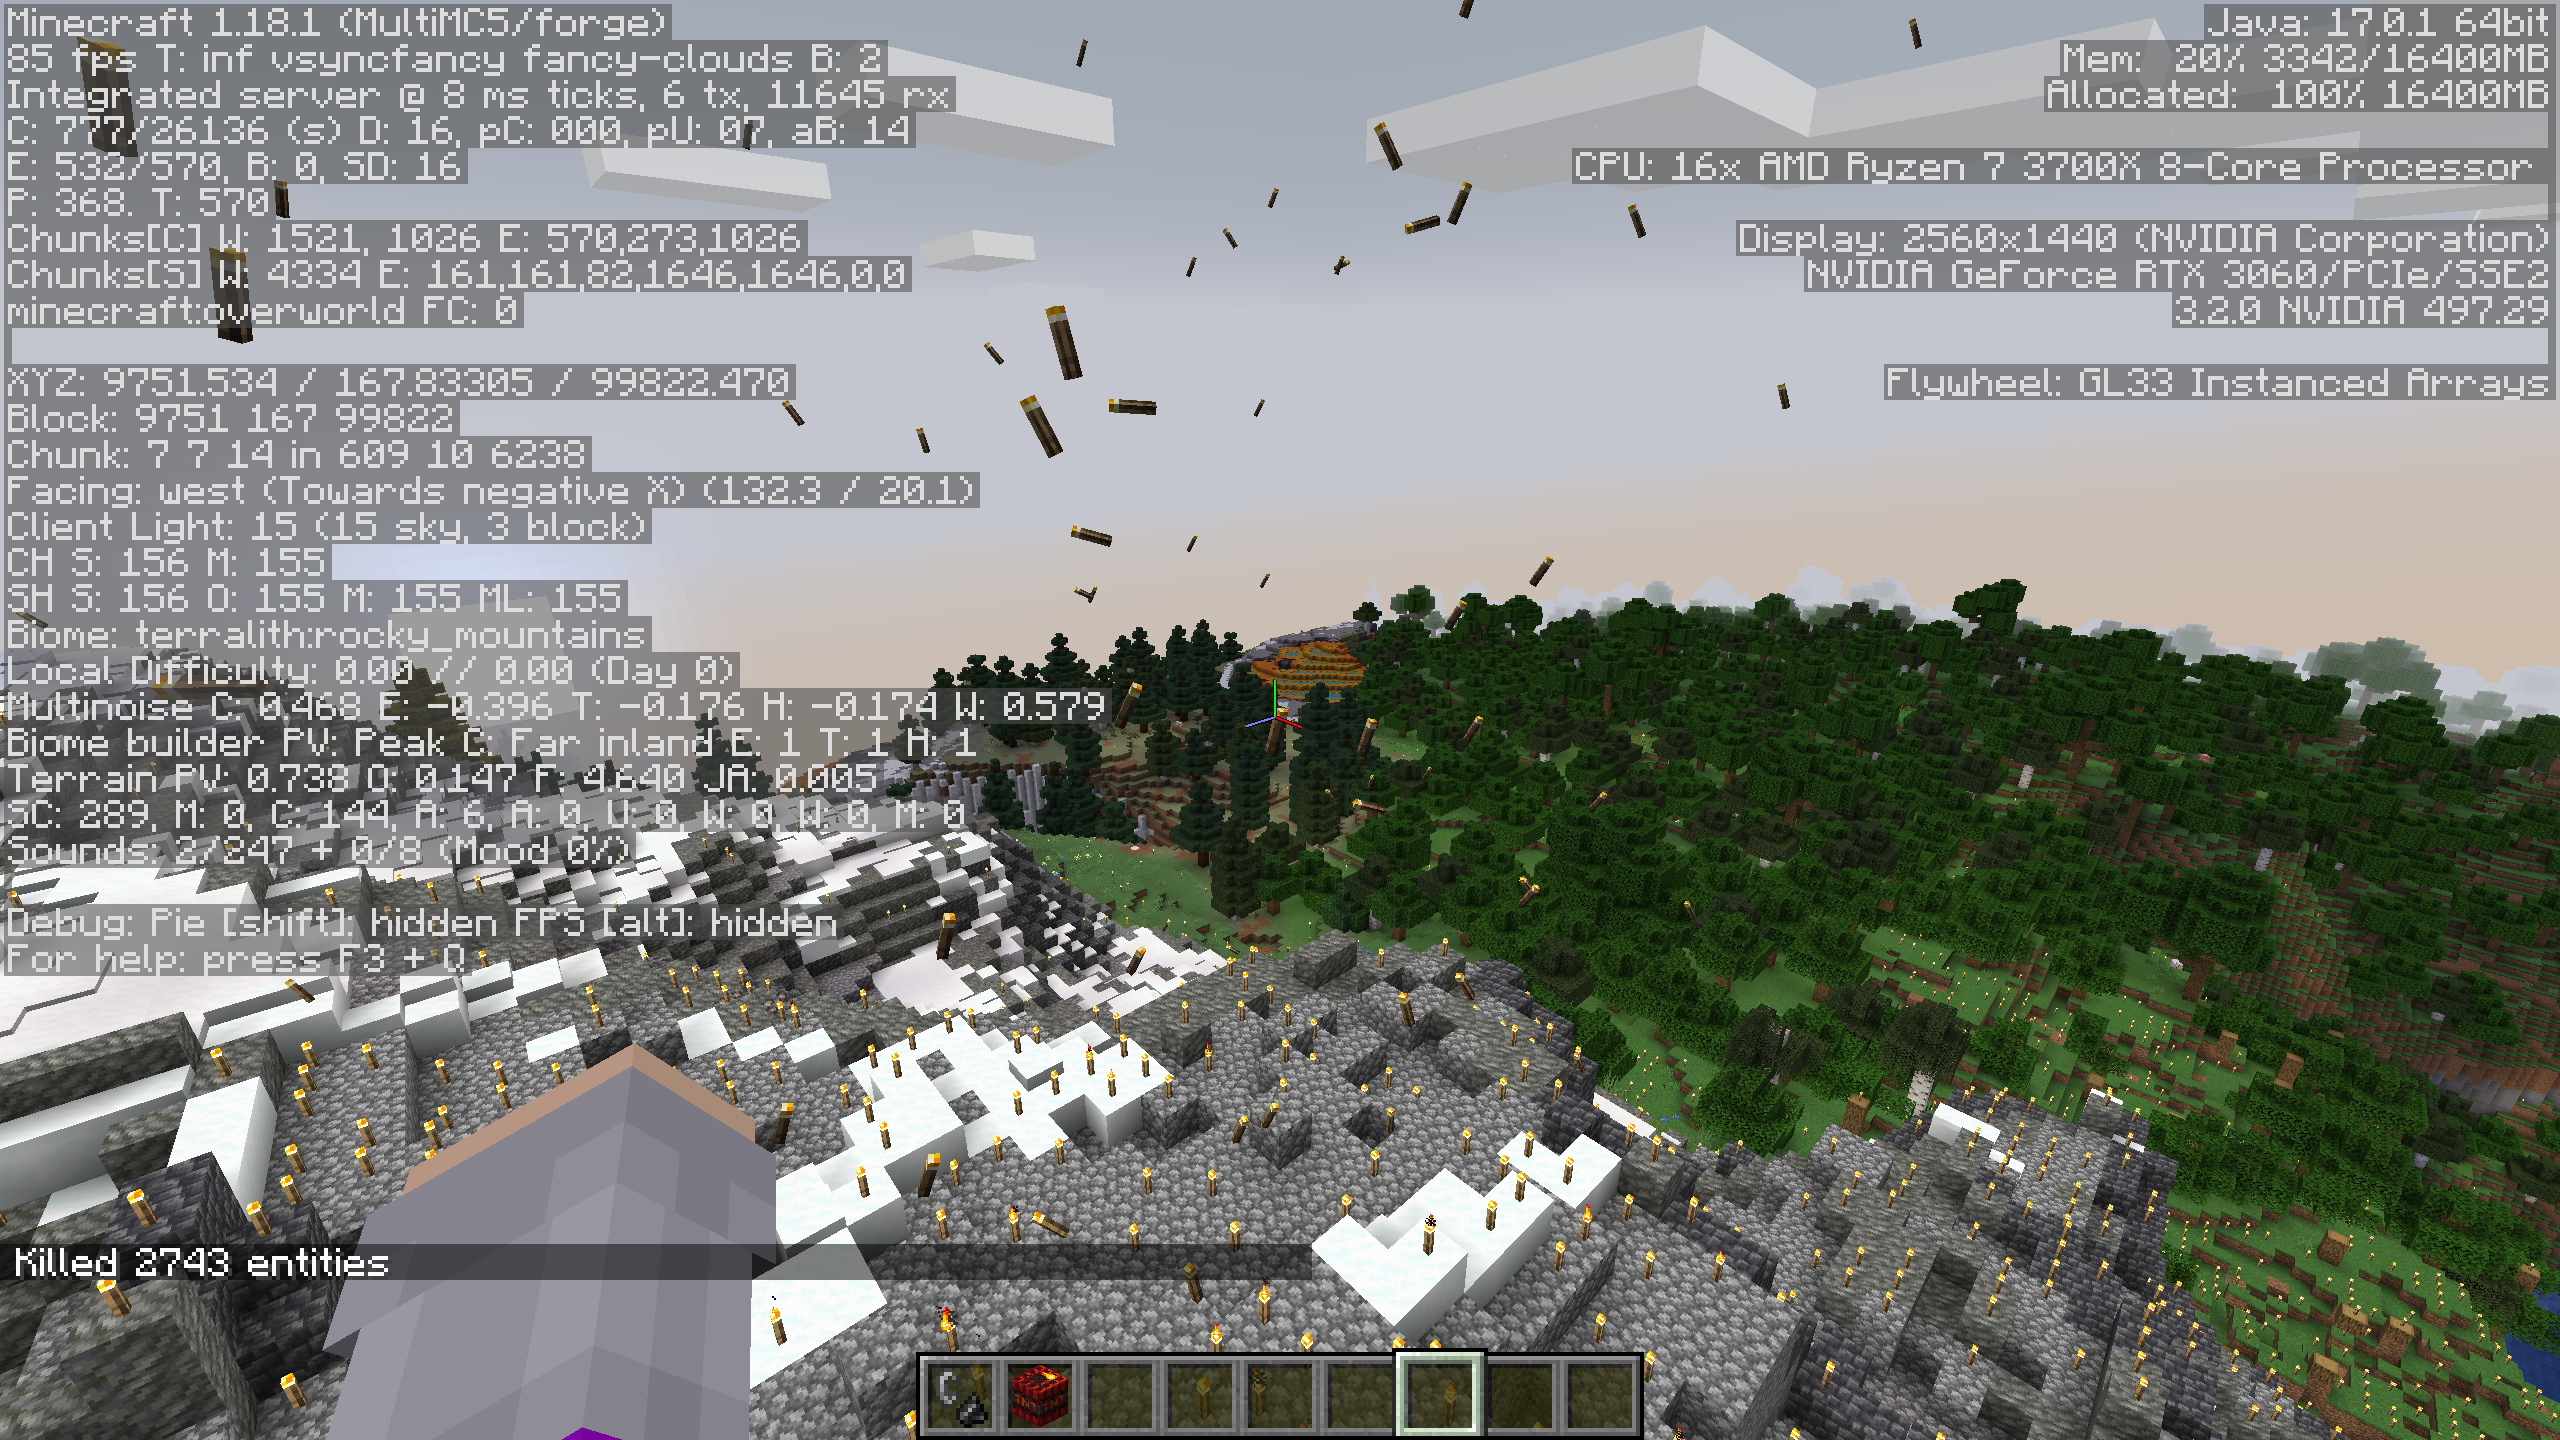 Minecraft 1.18.1 (MultiMC5/forge)
85 fps T: inf vsyncfancy fancy-clouds B: 2
Integrated server @ 8 ms ticks, 6 tx, 11645 rx
C: 777/26136 (s) D: 16, pC: 000, pU: 07, aB: 14
E: 532/570, B: 0, SD: 16
P: 368. T: 570
Chunks[C] W: 1521, 1026 E: 570,273,1026
Chunks[S] W: 4334 E: 161,161,82,1646,1646,0,0
minecraft:overworld FC: 0
XYZ: 9751.534 / 167.83305 / 99822.470
Block: 9751 167 99822
Chunk: 7 7 14 in 609 10 6238
Facing: west (Towards negative X) (132.3 / 20.1)
Client Light: 15 (15 sky, 3 block)
CH S: 156 M: 155
SH S: 156 O: 155 M: 155 ML: 155
Biome: terralith:rocky_mountains
Local Difficulty: 0.00 // 0.00 (Day 0)
Multinoise C: 0.468 E: -0.396 T: -0.176 H: -0.174 W: 0.579
Biome builder PV: Peak C: Far inland E: 1 T: 1 H: 1
Terrain PV: 0.738 O: 0.147 F: 4.640 JA: 0.005
SC: 289, M: 0, C: 144, A: 6, A: 0, U: 0, W: 0, W: 0, M: 0
Sounds: 2/247 + 0/8 (Mood 0%)
Debug: Pie [shift]: hidden FPS [alt]: hidden
For help: press F3 + Q
Java: 17.0.1 64bit
Mem: 20% 3342/16400MB
Allocated: 100% 16400MB
CPU: 16x AMD Ryzen 7 3700X 8-Core Processor
Display: 2560x1440 (NVIDIA Corporation)
NVIDIA GeForce RTX 3060/PCIe/SSE2
3.2.0 NVIDIA 497.29
Flywheel: GL33 Instanced Arrays
Killed 2743 entities